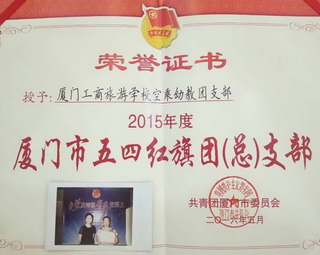 荣誉证书
授予：厦门工商旅游学校空乘幼教团支部
2015年度
厦门市五四红旗团(总)支部
共青团厦门市委员会
二〇一六年五月